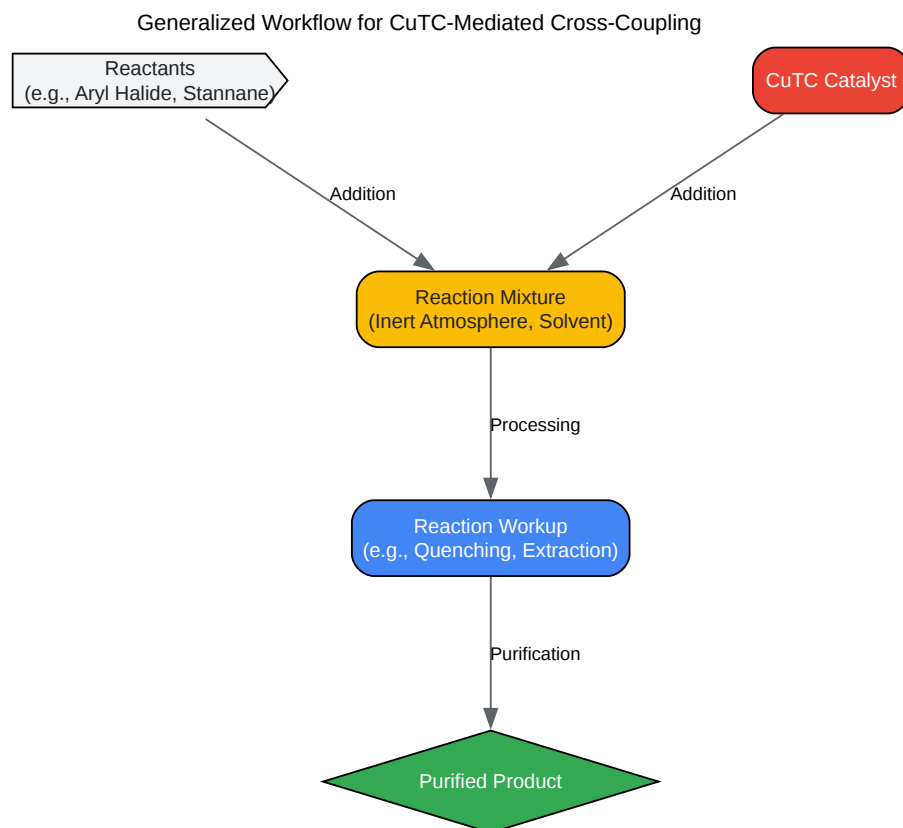 Generalized Workflow for CuTC-Mediated Cross-Coupling
Reactants
(e.g., Aryl Halide, Stannane)
CuTC Catalyst
Addition
Addition
Reaction Mixture
(Inert Atmosphere, Solvent)
Processing
Reaction Workup
(e.g., Quenching, Extraction)
Purification
Purified Product